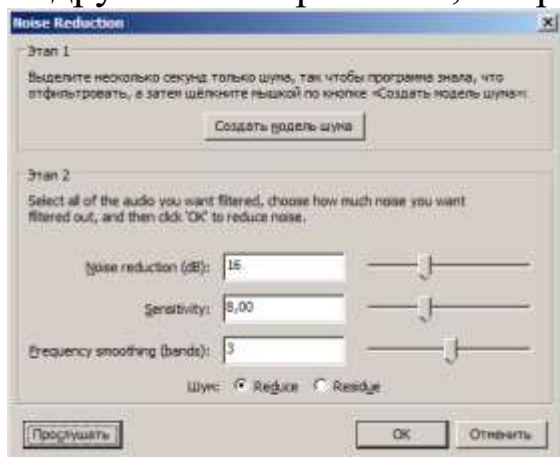 Noise Reduction
Этап 1
Выделите несколько секунд только шума, так чтобы программа знала, что
отфильтровать, а затем щёлкните мышкой по кнопке «Создать модель шума»:
Создать модель шума
Этап 2
Select all of the audio you want filtered, choose how much noise you want
filtered out, and then click 'OK' to reduce noise.
Noise reduction (dB): 16
Sensitivity: 8,00
Frequency smoothing (bands): 3
Шум: Reduce Residue
Прослушать OK Отменить